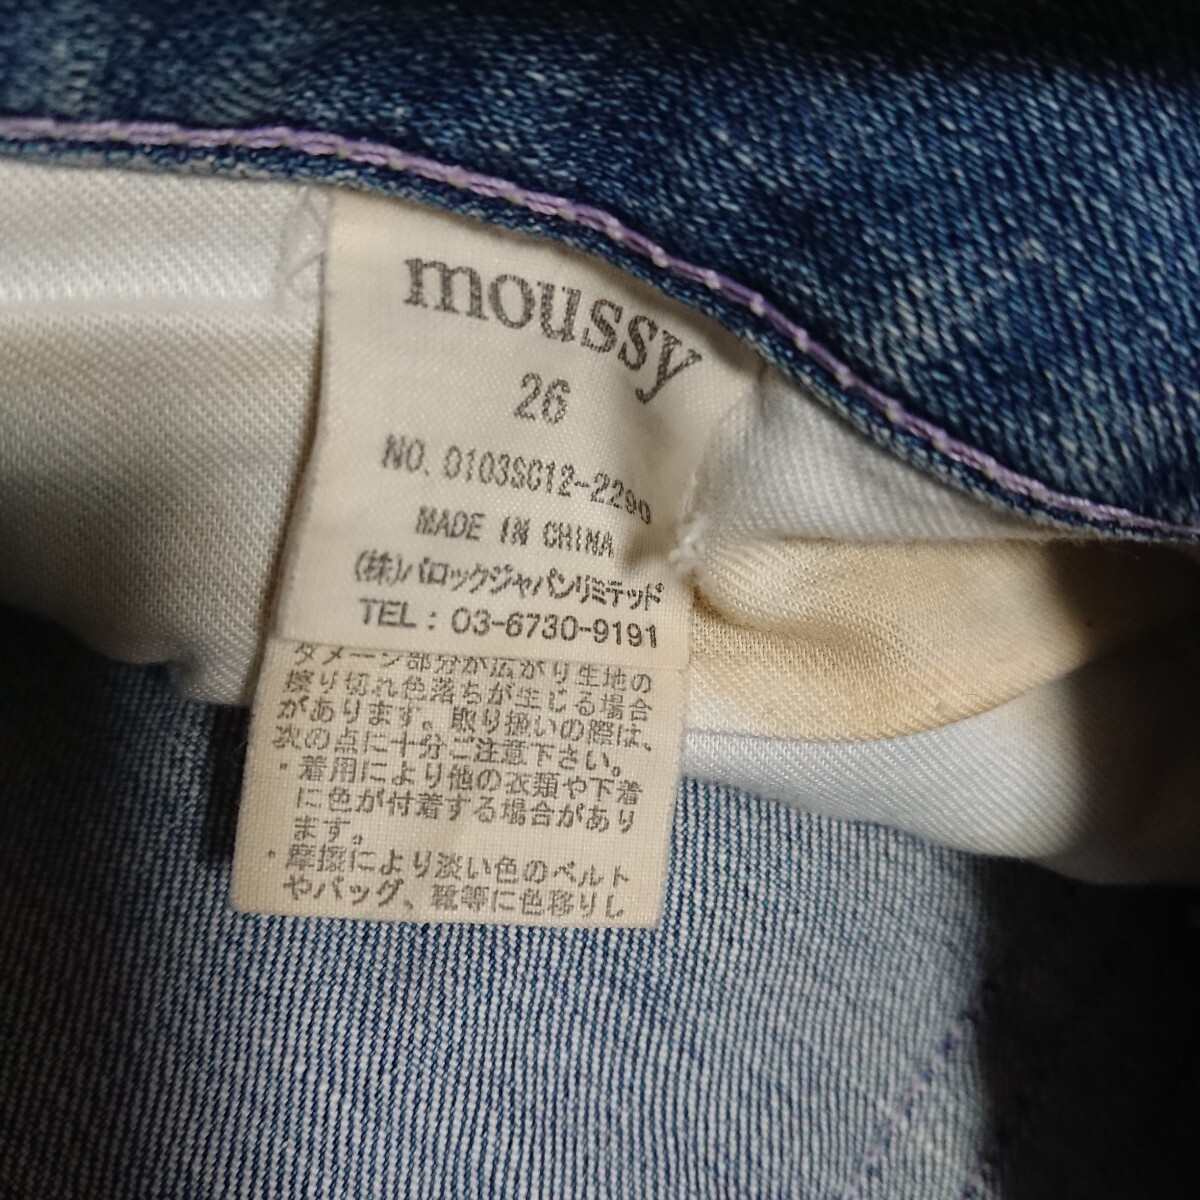 moussy
26
NO. 0103SC12-2290
MADE IN CHINA
(株)バロックジャパンリミテッド
TEL : 03-6730-9191
ダメージ部分が広がり生地の
擦り切れ色落ちが生じる場合
があります。取り扱いの際は、
次の点に十分ご注意下さい。
・着用により他の衣類や下着
に色が付着する場合があり
ます。
・摩擦により淡い色のベルト
やバッグ、靴等に色移りし